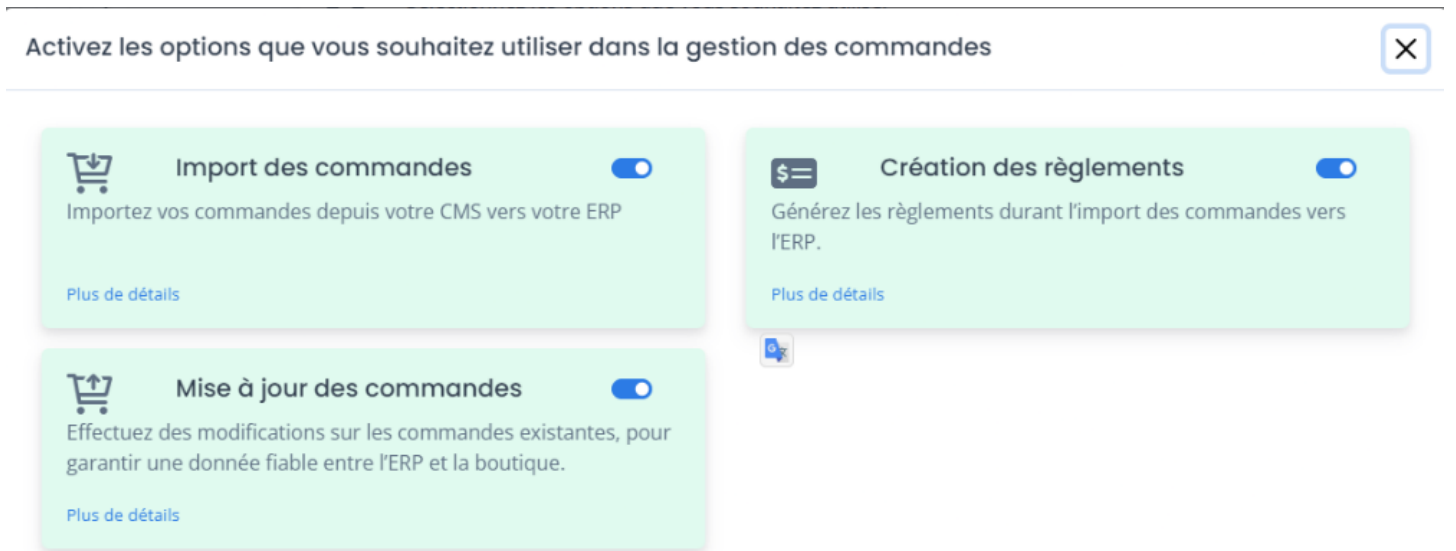 Activez les options que vous souhaitez utiliser dans la gestion des commandes
Import des commandes
Importez vos commandes depuis votre CMS vers votre ERP
Plus de détails
Création des règlements
Générez les règlements durant l'import des commandes vers
l'ERP.
Plus de détails
Mise à jour des commandes
Effectuez des modifications sur les commandes existantes, pour
garantir une donnée fiable entre l'ERP et la boutique.
Plus de détails